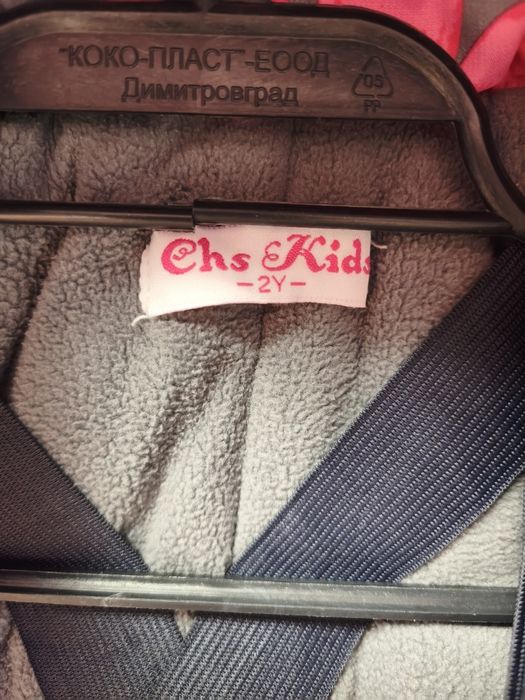 "КОКО-ПЛАСТ"-ЕООД
Димитровград
05
PP
Chs Kids
-2Y-